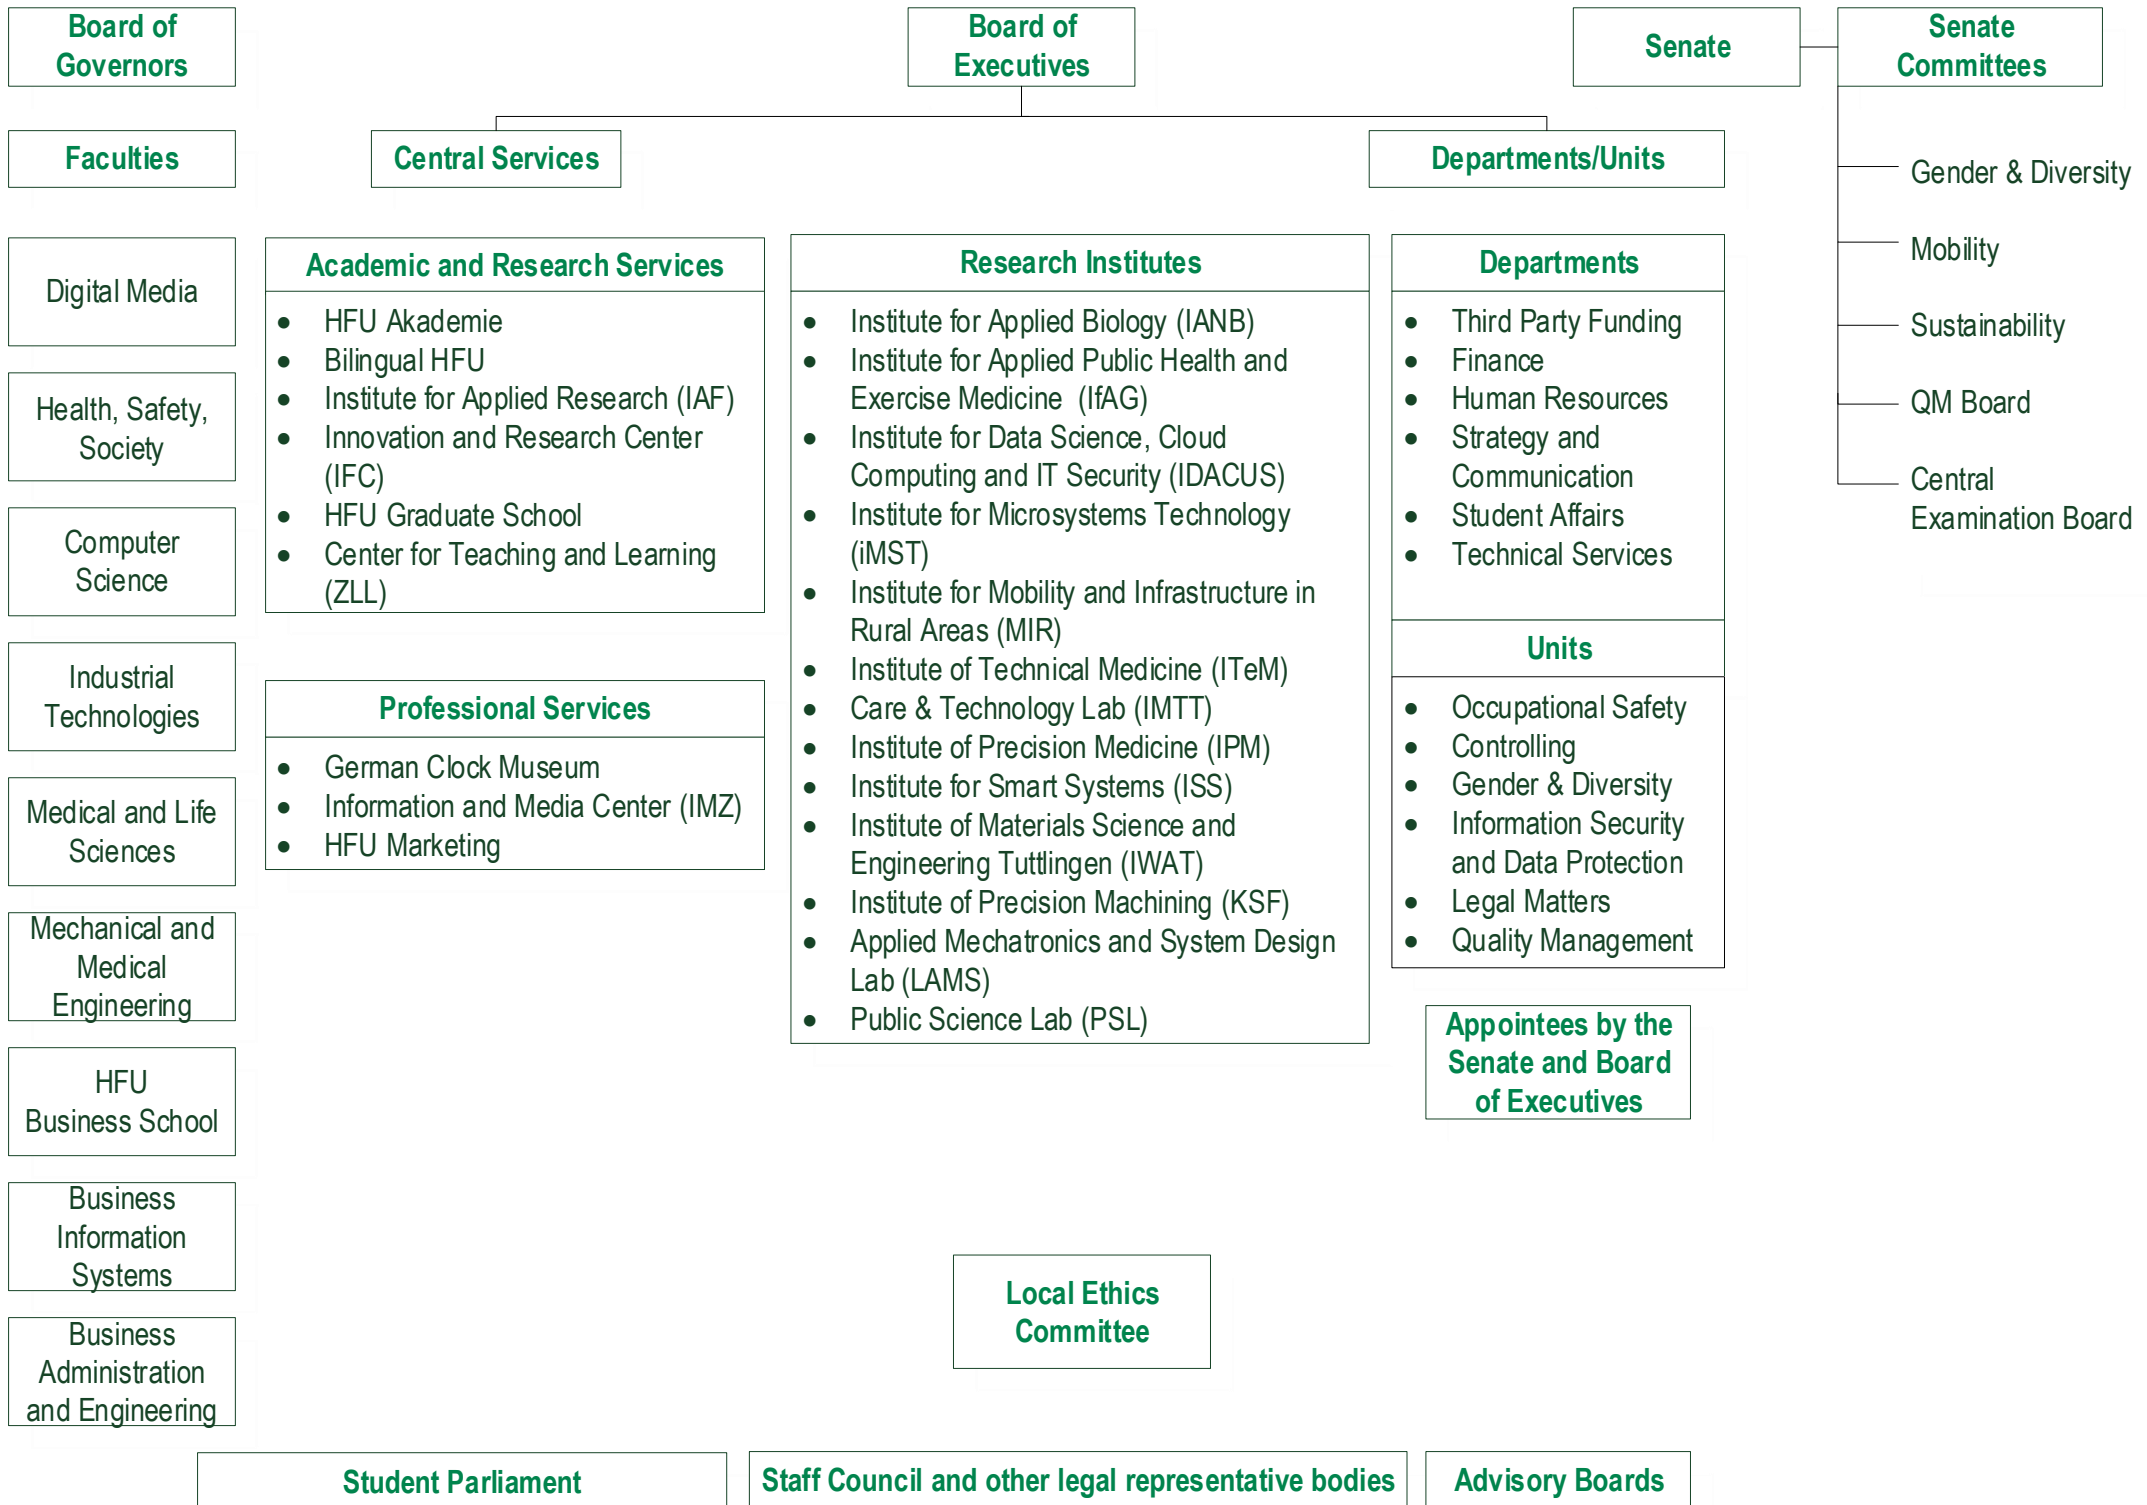 Board of
Governors
Board of
Executives
Senate
Senate
Committees
Faculties
Central Services
Departments/Units
Gender & Diversity
Mobility
Sustainability
QM Board
Central
Examination Board
Digital Media
Health, Safety,
Society
Computer
Science
Industrial
Technologies
Medical and Life
Sciences
Mechanical and
Medical
Engineering
HFU
Business School
Business
Information
Systems
Business
Administration
and Engineering
Academic and Research Services
• HFU Akademie
• Bilingual HFU
• Institute for Applied Research (IAF)
• Innovation and Research Center
(IFC)
• HFU Graduate School
• Center for Teaching and Learning
(ZLL)
Professional Services
• German Clock Museum
• Information and Media Center (IMZ)
• HFU Marketing
Research Institutes
• Institute for Applied Biology (IANB)
• Institute for Applied Public Health and
Exercise Medicine (IfAG)
• Institute for Data Science, Cloud
Computing and IT Security (IDACUS)
• Institute for Microsystems Technology
(iMST)
• Institute for Mobility and Infrastructure in
Rural Areas (MIR)
• Institute of Technical Medicine (ITeM)
• Care & Technology Lab (IMTT)
• Institute of Precision Medicine (IPM)
• Institute for Smart Systems (ISS)
• Institute of Materials Science and
Engineering Tuttlingen (IWAT)
• Institute of Precision Machining (KSF)
• Applied Mechatronics and System Design
Lab (LAMS)
• Public Science Lab (PSL)
Departments
• Third Party Funding
• Finance
• Human Resources
• Strategy and
Communication
• Student Affairs
• Technical Services
Units
• Occupational Safety
• Controlling
• Gender & Diversity
• Information Security
and Data Protection
• Legal Matters
• Quality Management
Appointees by the
Senate and Board
of Executives
Local Ethics
Committee
Student Parliament
Staff Council and other legal representative bodies
Advisory Boards